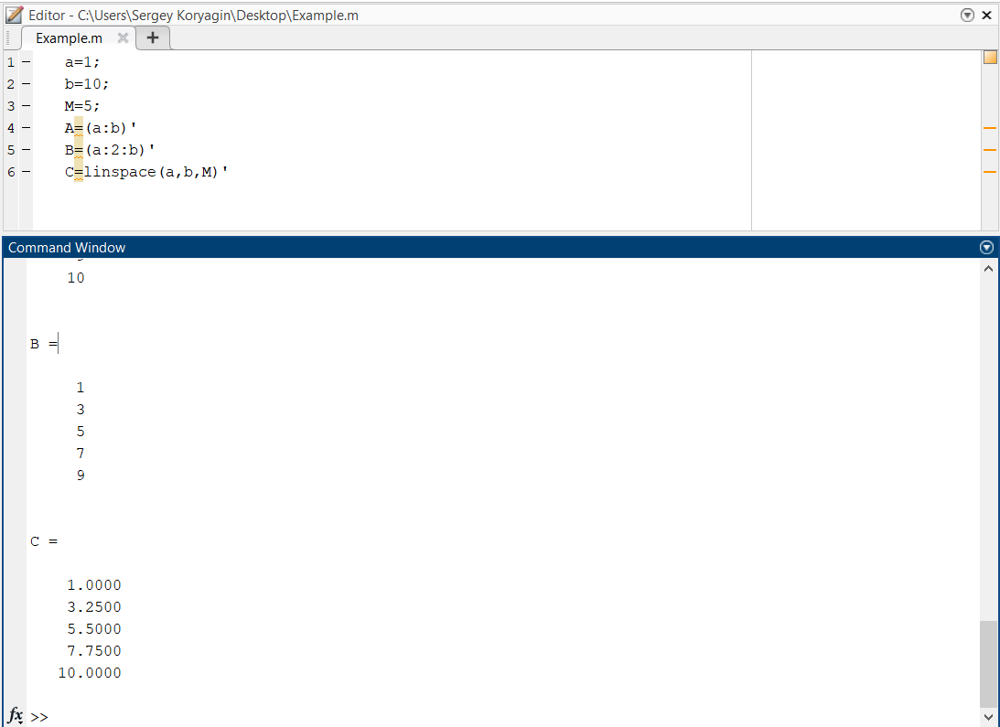 Editor - C:\Users\Sergey Koryagin\Desktop\Example.m
Example.m
1 - a=1;
2 - b=10;
3 - M=5;
4 - A=(a:b)'
5 - B=(a:2:b)'
6 - C=linspace(a,b,M)'
Command Window
10
B =
1
3
5
7
9
C =
1.0000
3.2500
5.5000
7.7500
10.0000
fx >>